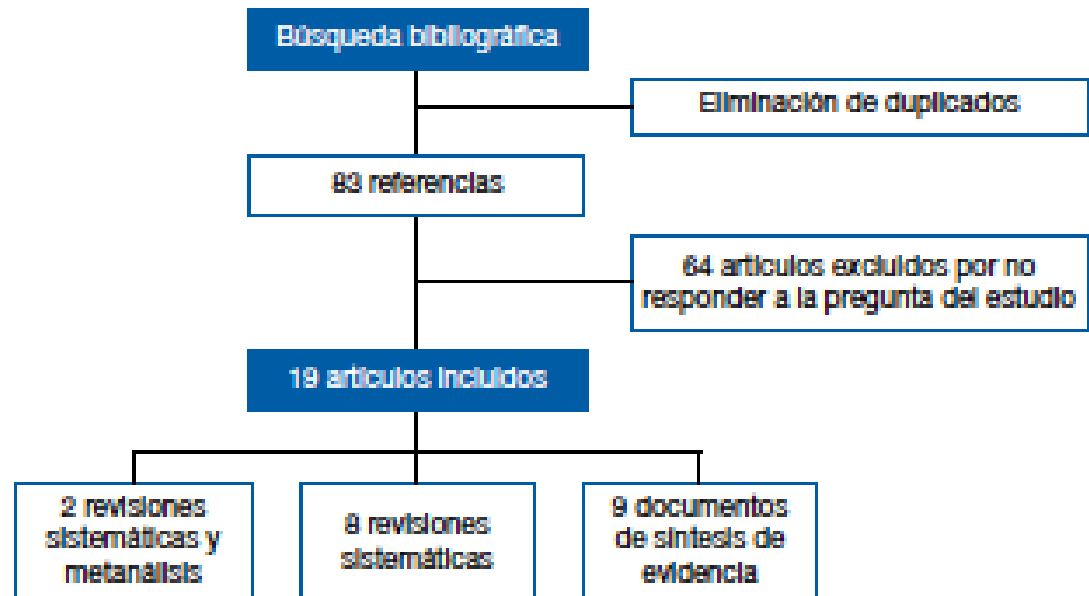 Búsqueda bibliográfica
Eliminación de duplicados
83 referencias
64 artículos excluidos por no
responder a la pregunta del estudio
19 artículos incluidos
2 revisiones
sistemáticas y
metanálisis
8 revisiones
sistemáticas
9 documentos
de síntesis de
evidencia